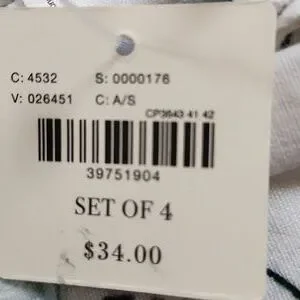 C: 4532 S: 0000176
V: 026451 C: A/S
CP3643 41 42
39751904
SET OF 4
$34.00